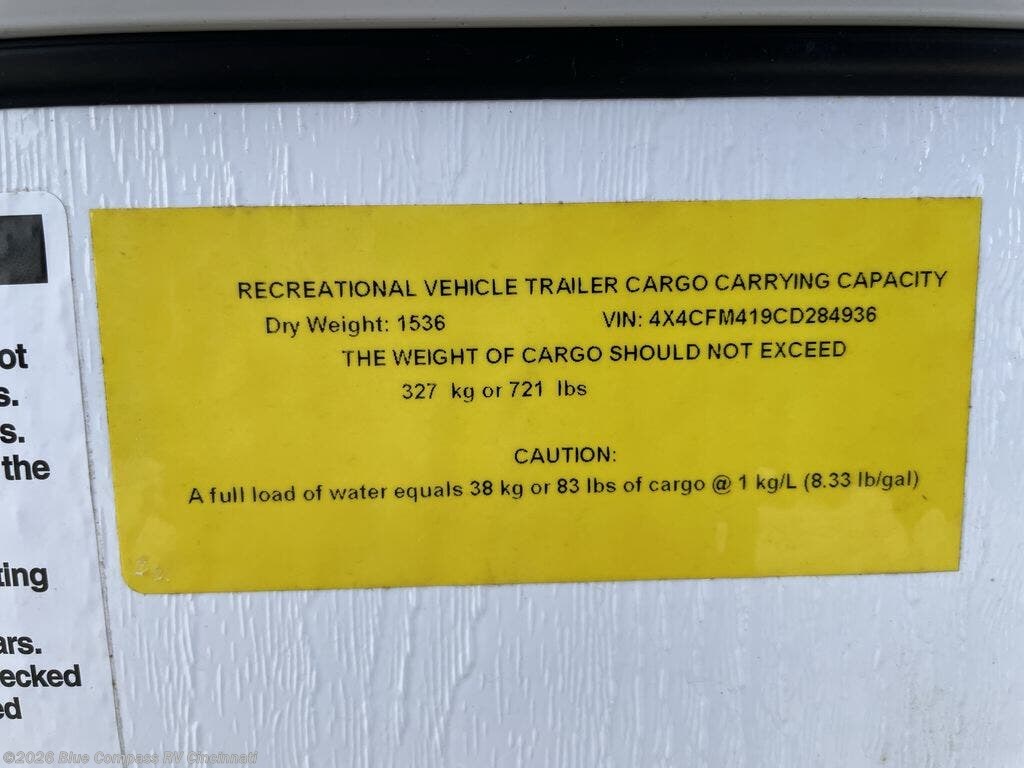 RECREATIONAL VEHICLE TRAILER CARGO CARRYING CAPACITY
Dry Weight: 1536 VIN: 4X4CFM419CD284936
THE WEIGHT OF CARGO SHOULD NOT EXCEED
327 kg or 721 lbs
CAUTION:
A full load of water equals 38 kg or 83 lbs of cargo @ 1 kg/L (8.33 lb/gal)
ot
s.
s.
the
ting
ars.
ecked
ed
©2026 Blue Compass RV Cincinnati